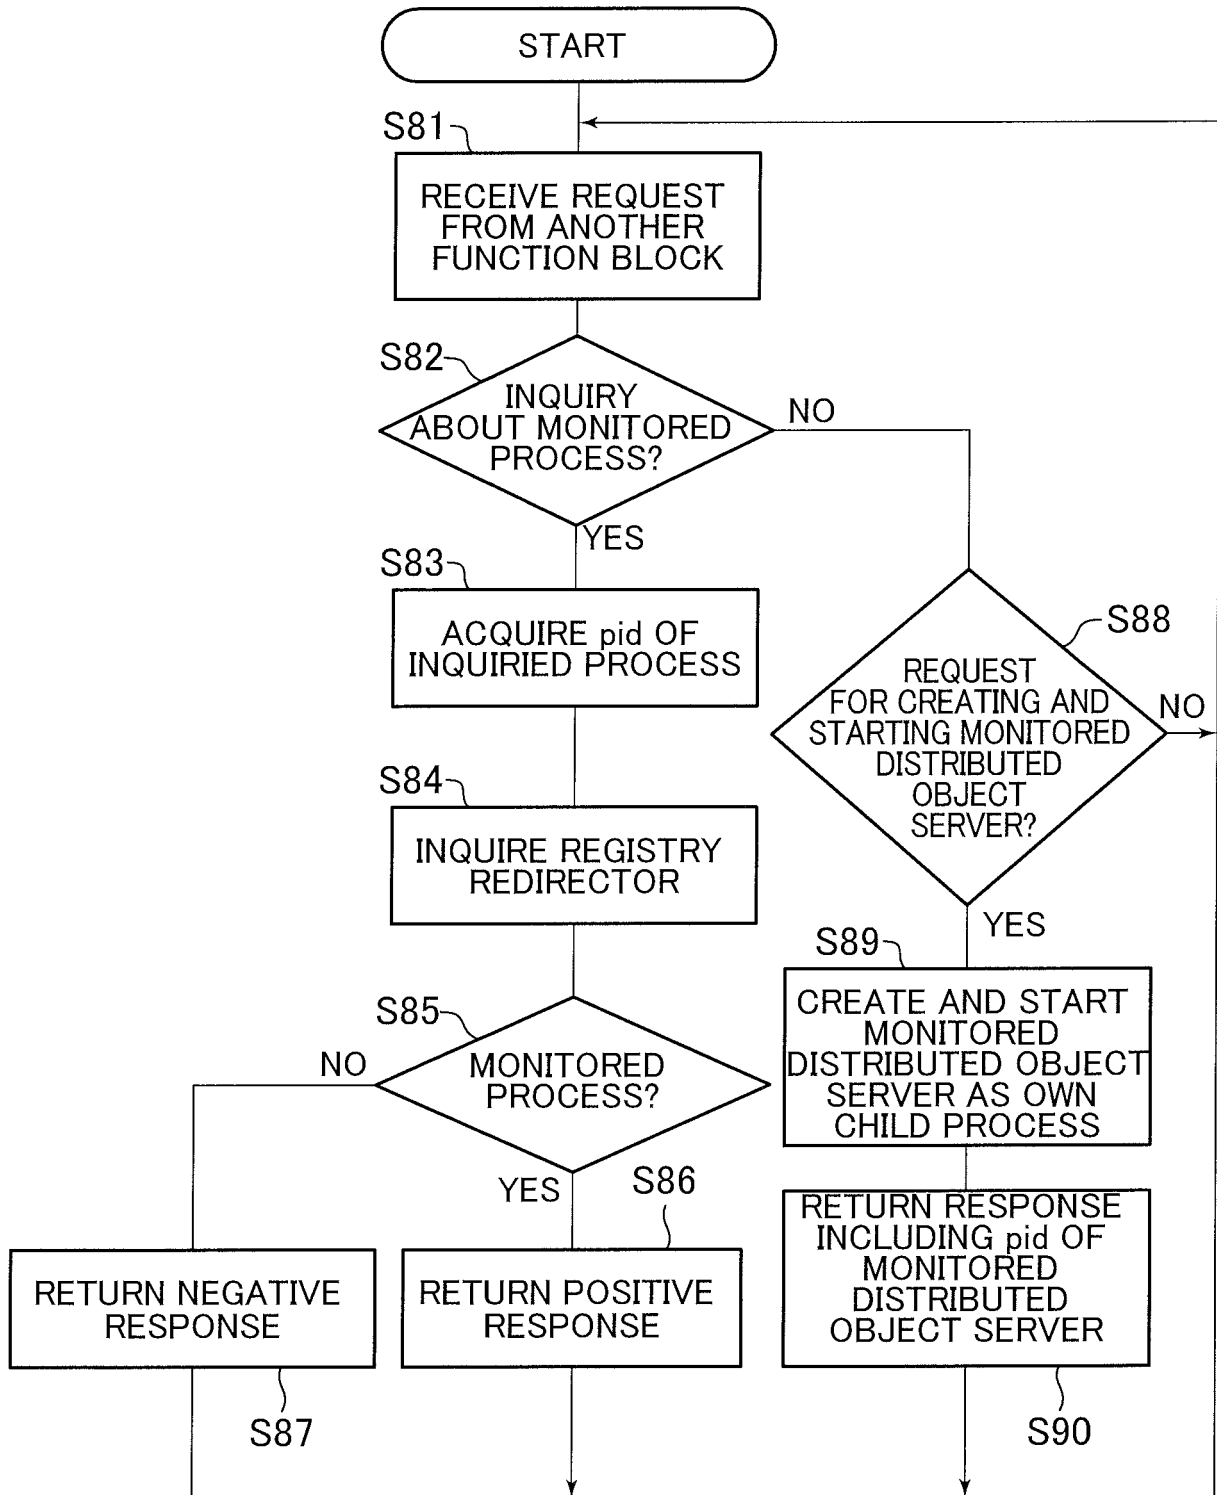 START
S81
RECEIVE REQUEST
FROM ANOTHER
FUNCTION BLOCK
S82
INQUIRY
ABOUT MONITORED
PROCESS?
NO
YES
S83
ACQUIRE pid OF
INQUIRIED PROCESS
S88
REQUEST
FOR CREATING AND
STARTING MONITORED
DISTRIBUTED
OBJECT
SERVER?
NO
YES
S84
INQUIRE REGISTRY
REDIRECTOR
S85
MONITORED
PROCESS?
NO
YES
S89
CREATE AND START
MONITORED
DISTRIBUTED OBJECT
SERVER AS OWN
CHILD PROCESS
S86
RETURN POSITIVE
RESPONSE
RETURN NEGATIVE
RESPONSE
S87
RETURN RESPONSE
INCLUDING pid OF
MONITORED
DISTRIBUTED
OBJECT SERVER
S90